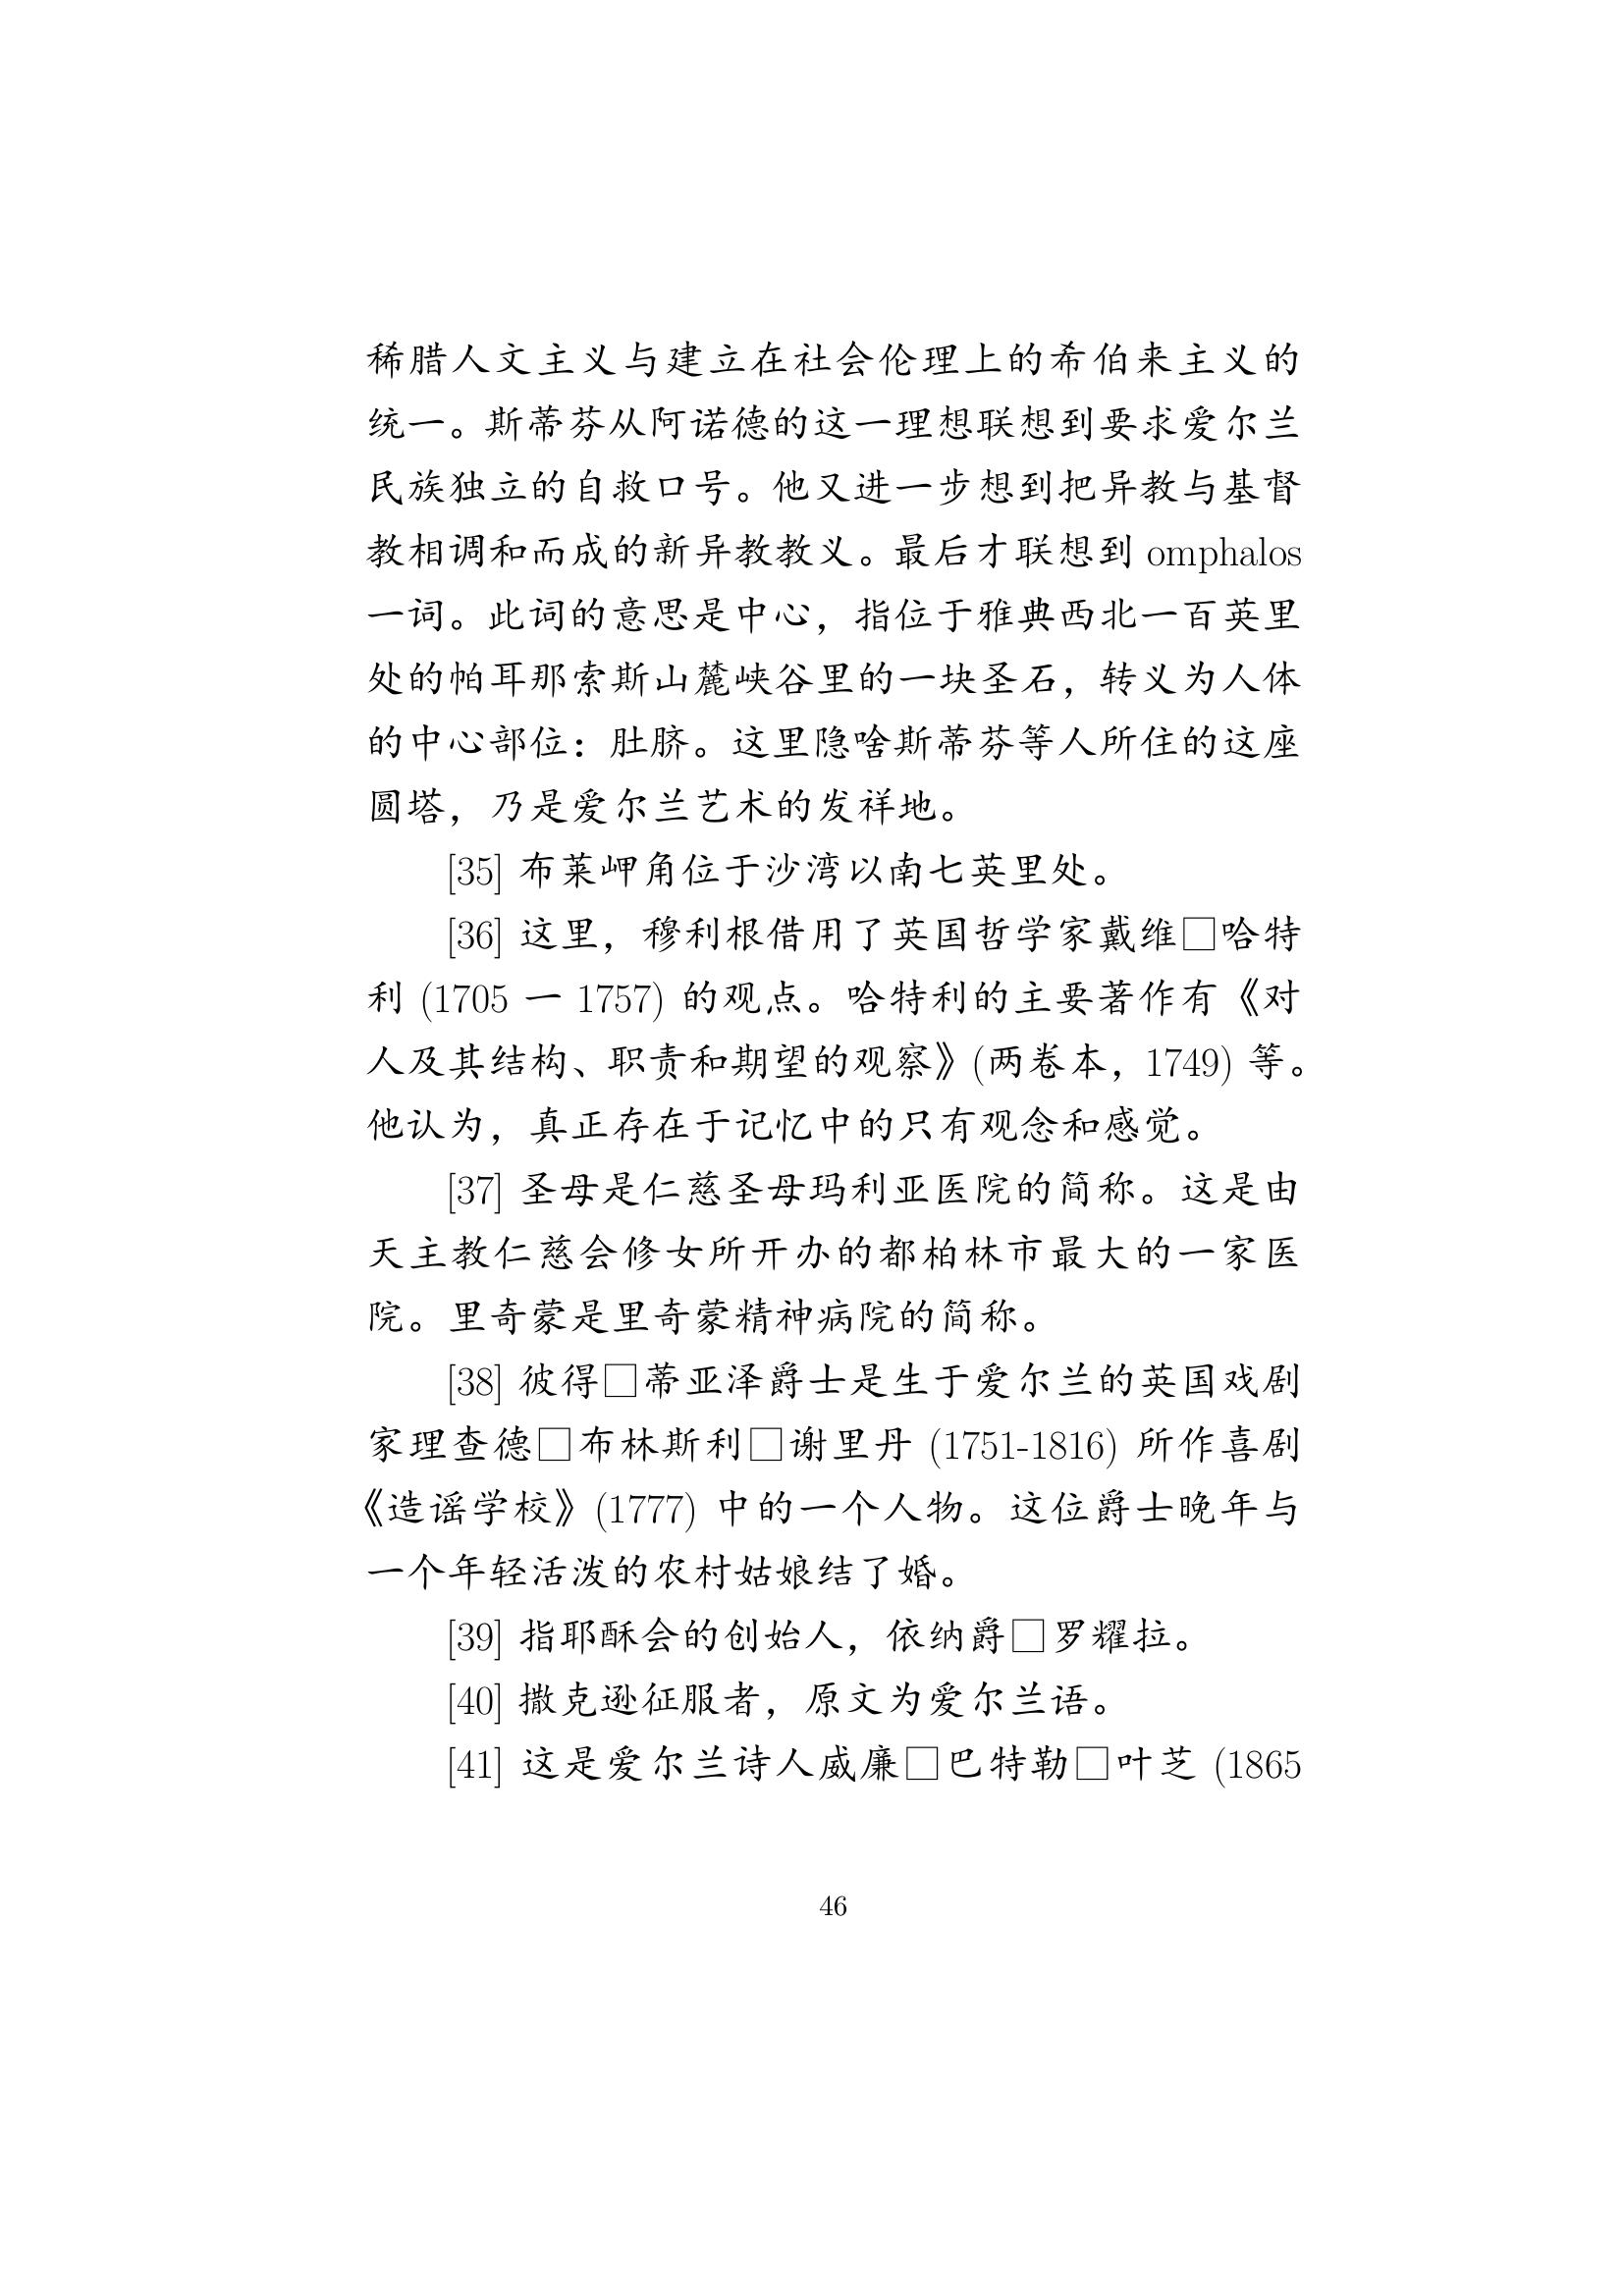 稀腊人文主义与建立在社会伦理上的希伯来主义的
统一。斯蒂芬从阿诺德的这一理想联想到要求爱尔兰
民族独立的自救口号。他又进一步想到把异教与基督
教相调和而成的新异教教义。最后才联想到 omphalos
一词。此词的意思是中心，指位于雅典西北一百英里
处的帕耳那索斯山麓峡谷里的一块圣石，转义为人体
的中心部位：肚脐。这里隐啥斯蒂芬等人所住的这座
圆塔，乃是爱尔兰艺术的发祥地。
[35] 布莱岬角位于沙湾以南七英里处。
[36] 这里，穆利根借用了英国哲学家戴维□哈特
利 (1705 一 1757) 的观点。哈特利的主要著作有《对
人及其结构、职责和期望的观察》(两卷本，1749) 等。
他认为，真正存在于记忆中的只有观念和感觉。
[37] 圣母是仁慈圣母玛利亚医院的简称。这是由
天主教仁慈会修女所开办的都柏林市最大的一家医
院。里奇蒙是里奇蒙精神病院的简称。
[38] 彼得□蒂亚泽爵士是生于爱尔兰的英国戏剧
家理查德□布林斯利□谢里丹 (1751-1816) 所作喜剧
《造谣学校》(1777) 中的一个人物。这位爵士晚年与
一个年轻活泼的农村姑娘结了婚。
[39] 指耶酥会的创始人，依纳爵□罗耀拉。
[40] 撒克逊征服者，原文为爱尔兰语。
[41] 这是爱尔兰诗人威廉□巴特勒□叶芝 (1865
46